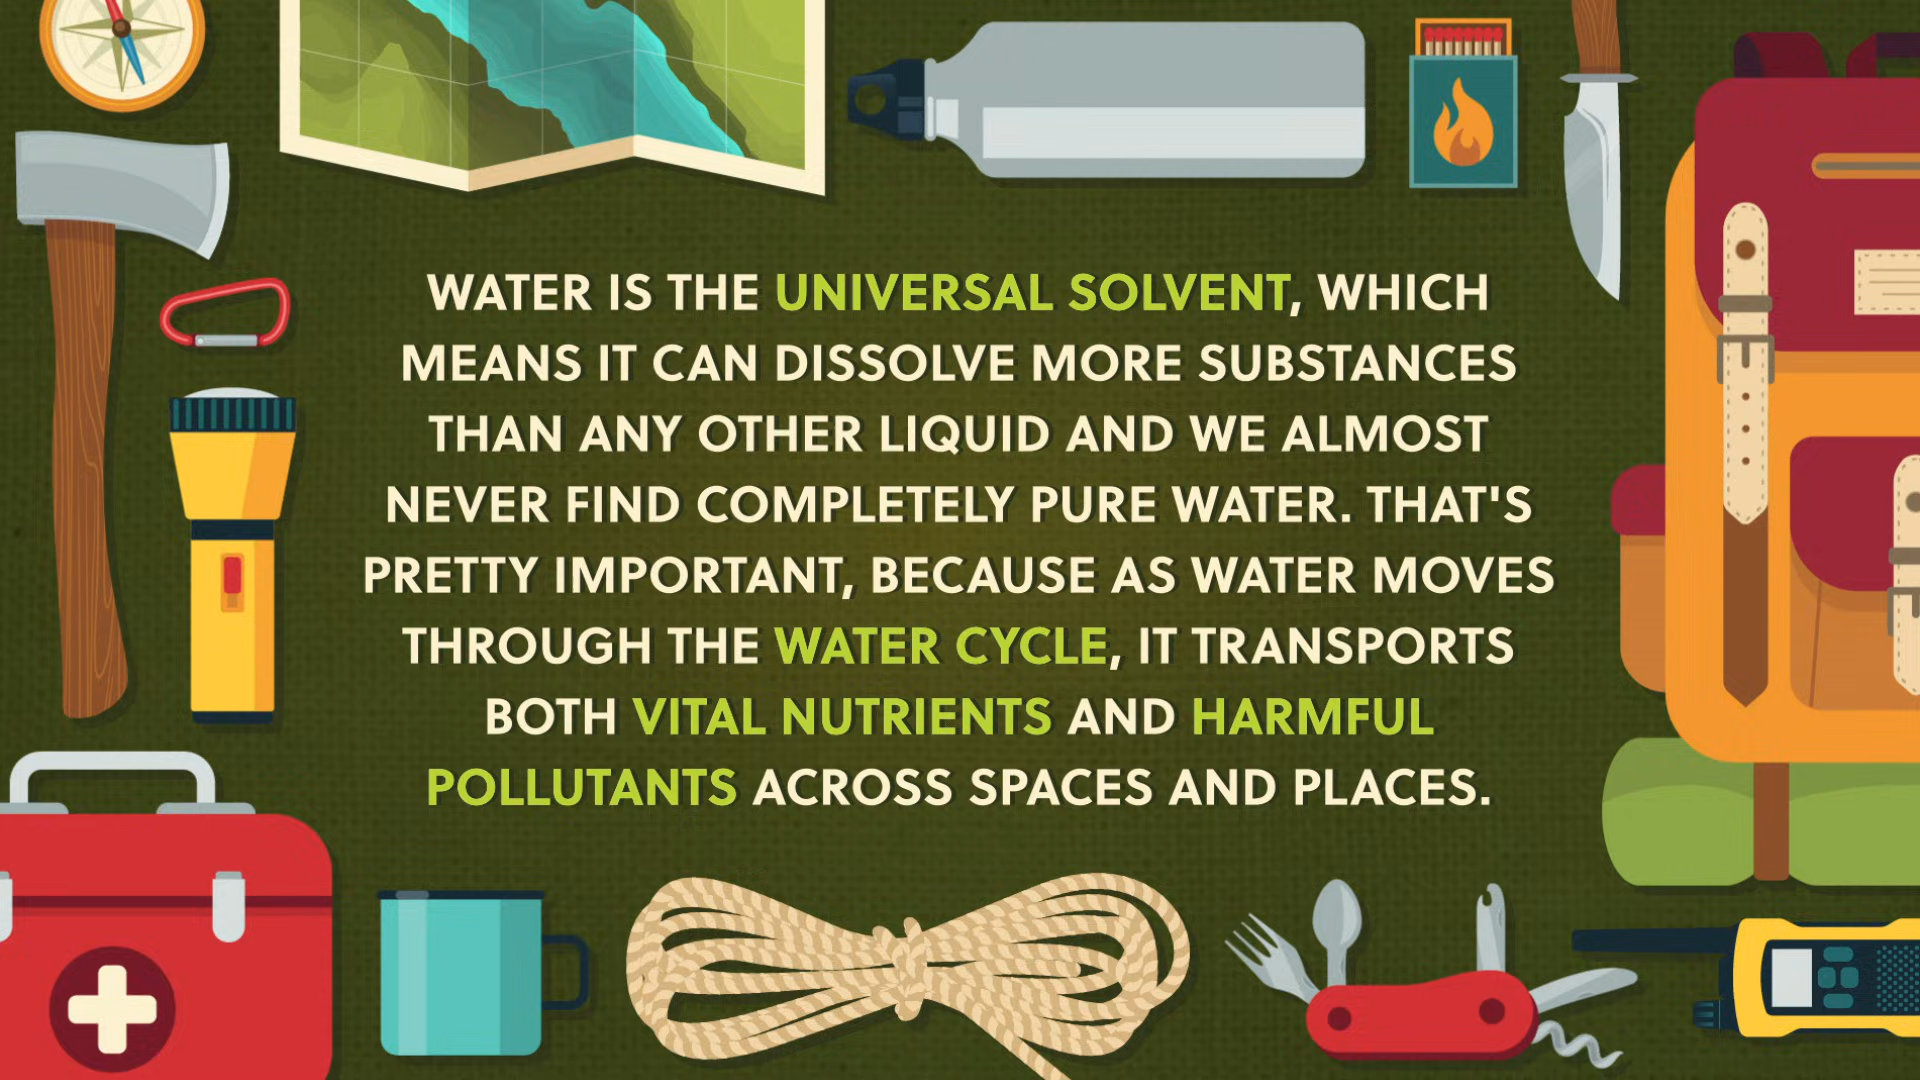 WATER IS THE UNIVERSAL SOLVENT, WHICH
MEANS IT CAN DISSOLVE MORE SUBSTANCES
THAN ANY OTHER LIQUID AND WE ALMOST
NEVER FIND COMPLETELY PURE WATER. THAT'S
PRETTY IMPORTANT, BECAUSE AS WATER MOVES
THROUGH THE WATER CYCLE, IT TRANSPORTS
BOTH VITAL NUTRIENTS AND HARMFUL
POLLUTANTS ACROSS SPACES AND PLACES.